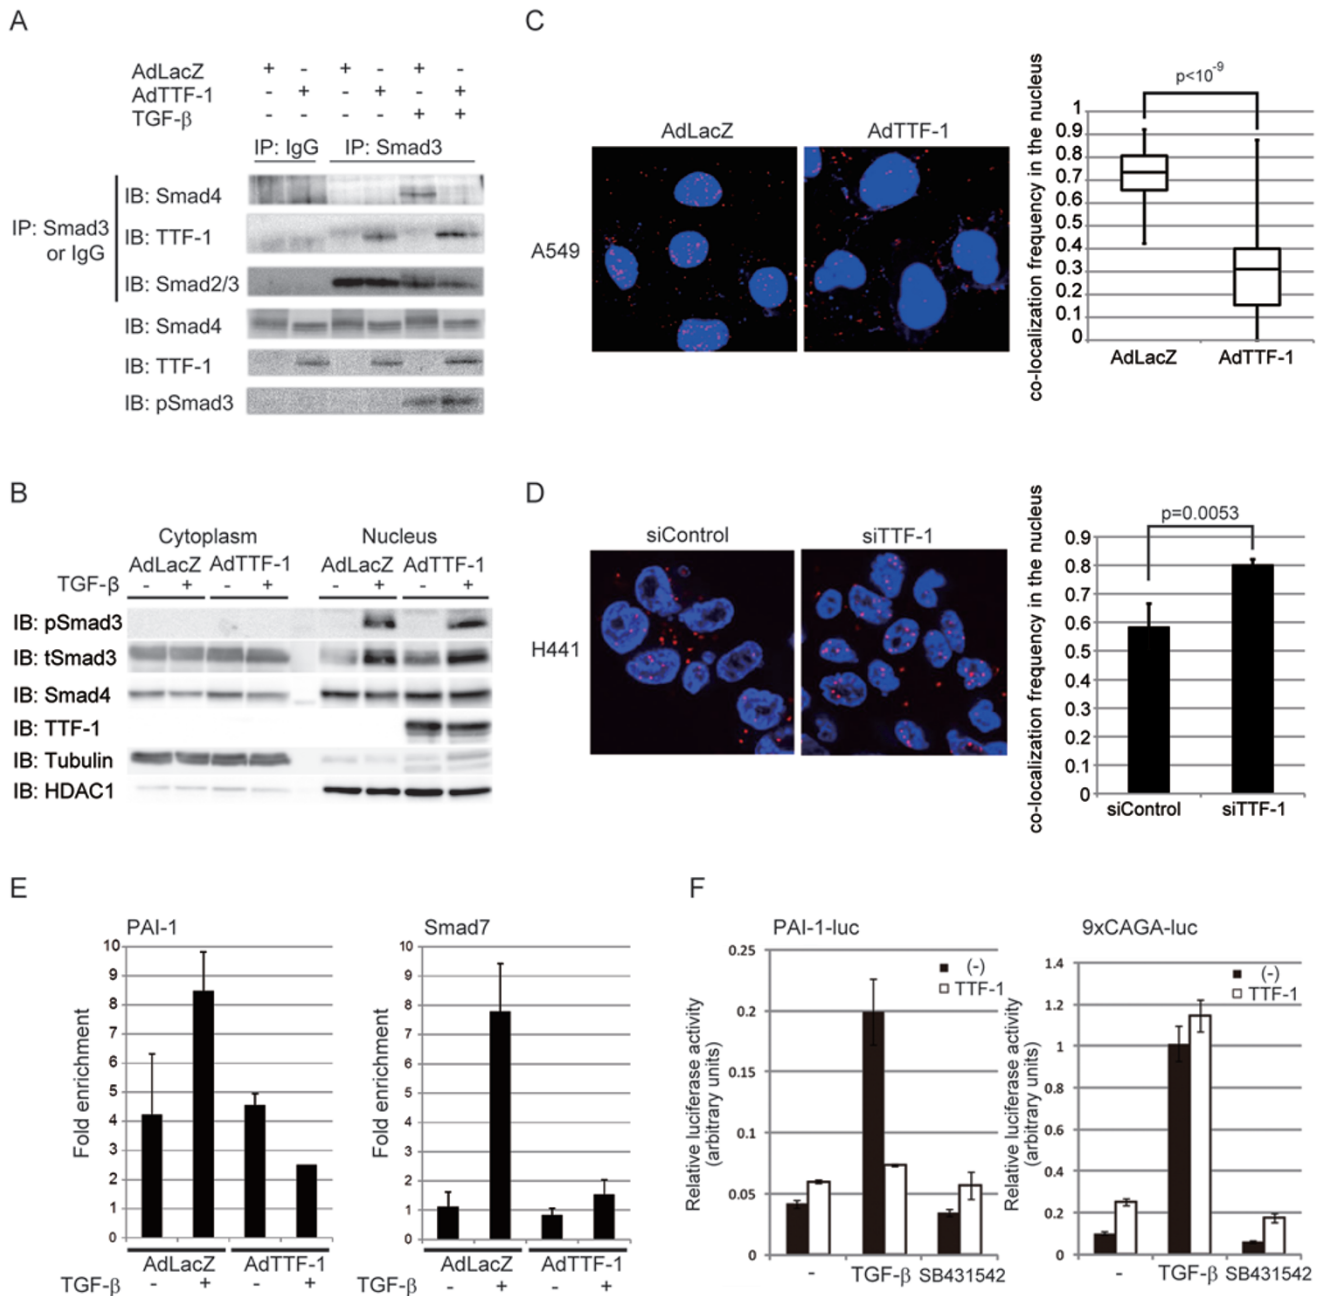 A
AdLacZ + - + - + -
AdTTF-1 - + - + - +
TGF-β - - - - + +
IP: IgG IP: Smad3
IP: Smad3 or IgG
IB: Smad4
IB: TTF-1
IB: Smad2/3
IB: Smad4
IB: TTF-1
IB: pSmad3
B
Cytoplasm Nucleus
AdLacZ AdTTF-1 AdLacZ AdTTF-1
TGF-β - + - + - + - +
IB: pSmad3
IB: tSmad3
IB: Smad4
IB: TTF-1
IB: Tubulin
IB: HDAC1
C
AdLacZ AdTTF-1
A549
co-localization frequency in the nucleus
p<10-9
1
0.9
0.8
0.7
0.6
0.5
0.4
0.3
0.2
0.1
0
AdLacZ AdTTF-1
D
siControl siTTF-1
H441
co-localization frequency in the nucleus
p=0.0053
0.9
0.8
0.7
0.6
0.5
0.4
0.3
0.2
0.1
0
siControl siTTF-1
E
PAI-1
Fold enrichment
10
9
8
7
6
5
4
3
2
1
0
AdLacZ AdTTF-1
TGF-β - + - +
Smad7
Fold enrichment
10
9
8
7
6
5
4
3
2
1
0
AdLacZ AdTTF-1
TGF-β - + - +
F
PAI-1-luc
Relative luciferase activity
(arbitrary units)
0.25
0.2
0.15
0.1
0.05
0
(-)
TTF-1
- TGF-β SB431542
9xCAGA-luc
Relative luciferase activity
(arbitrary units)
1.4
1.2
1
0.8
0.6
0.4
0.2
0
(-)
TTF-1
- TGF-β SB431542